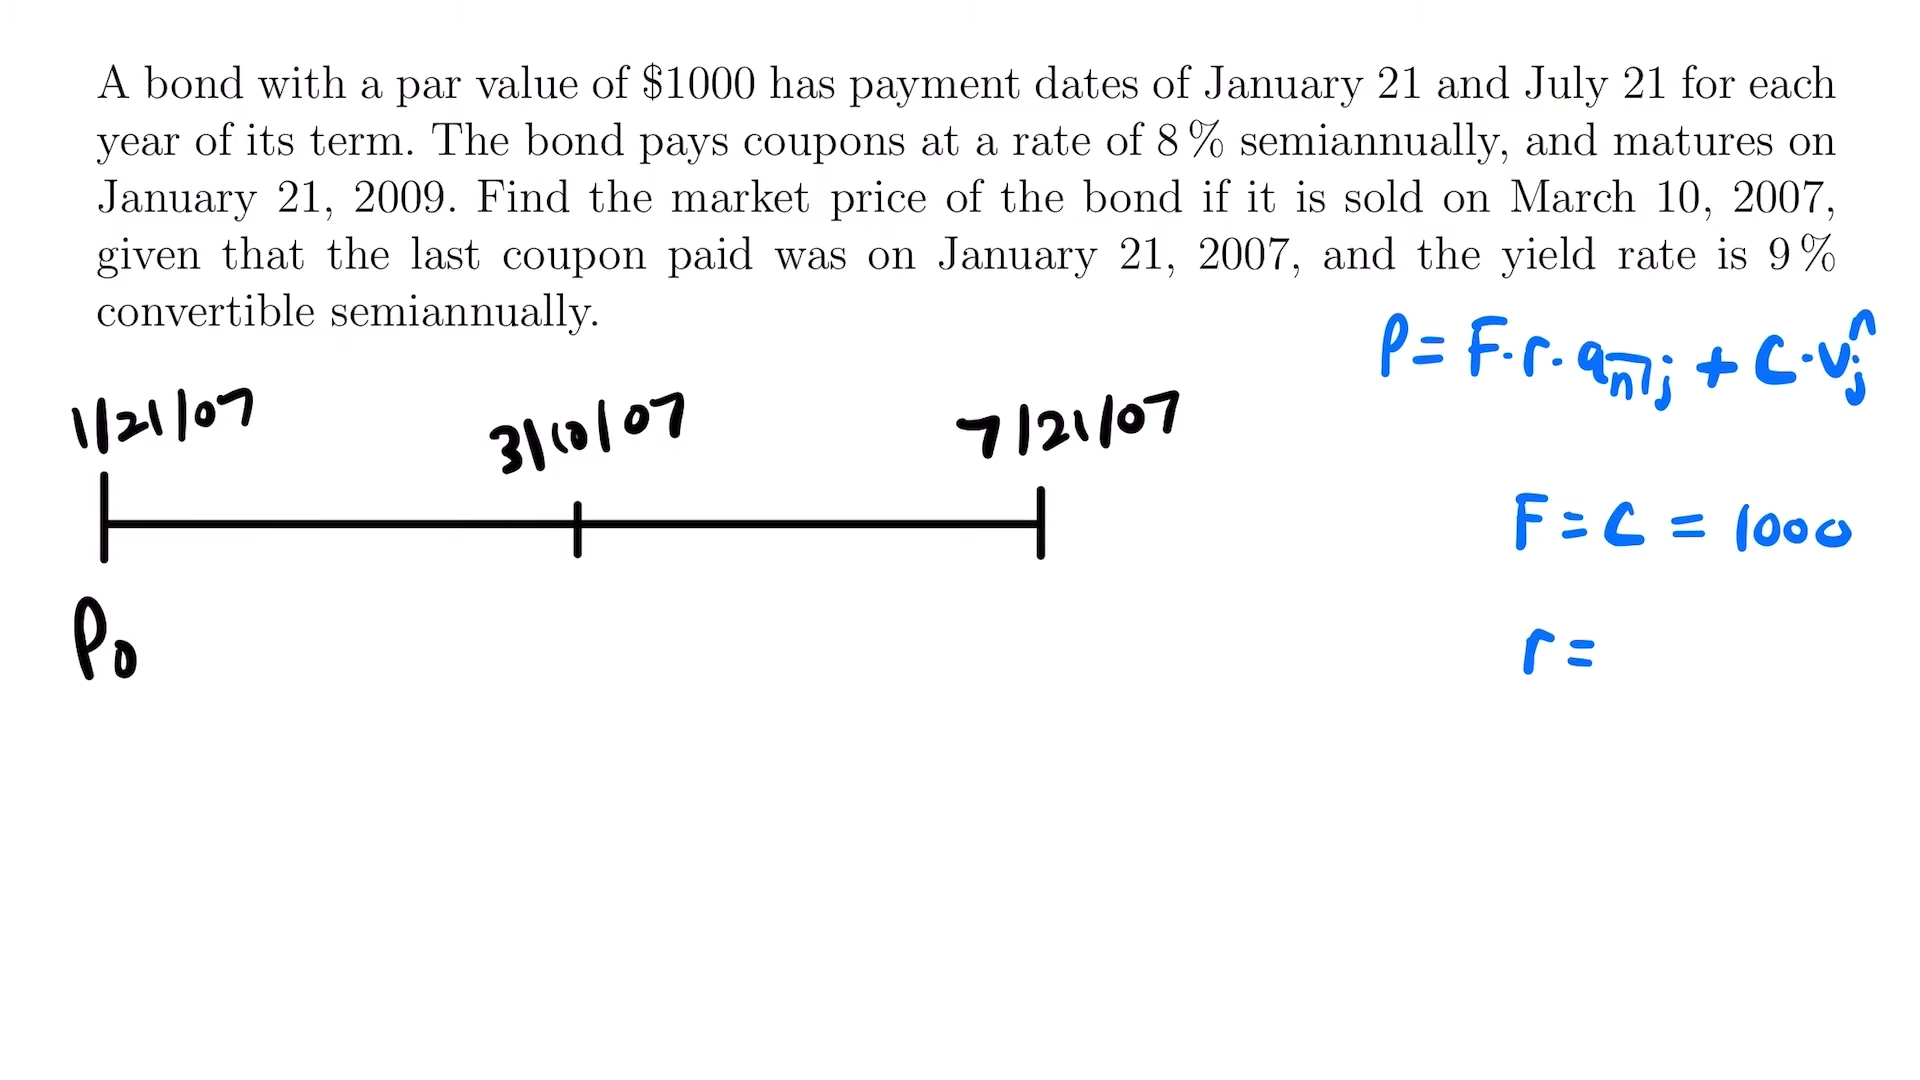 A bond with a par value of $1000 has payment dates of January 21 and July 21 for each
year of its term. The bond pays coupons at a rate of 8 % semiannually, and matures on
January 21, 2009. Find the market price of the bond if it is sold on March 10, 2007,
given that the last coupon paid was on January 21, 2007, and the yield rate is 9 %
convertible semiannually.
P = F · r · a_{n̅|j} + C · v_j^n
1/21/07 3/10/07 7/21/07
F = C = 1000
P₀
r =